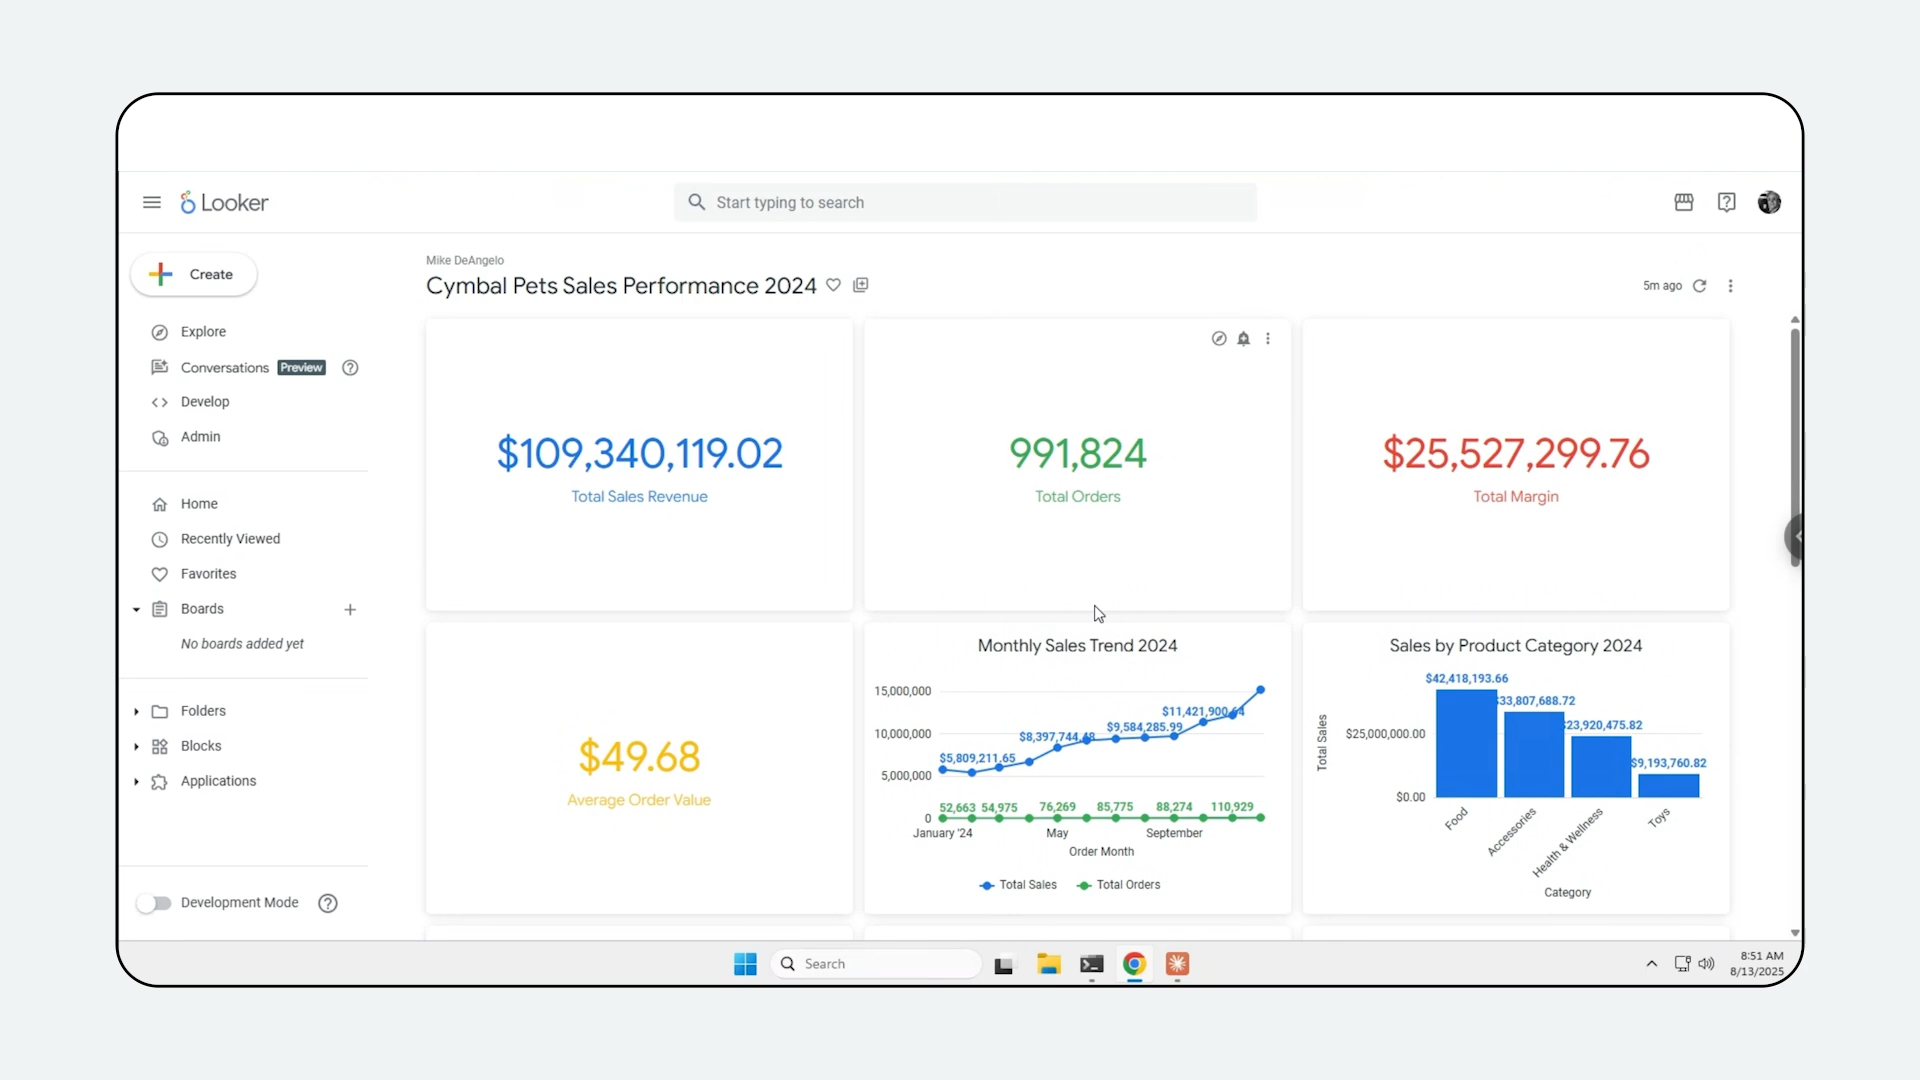 Looker
Start typing to search
Create
Explore
Conversations Preview
Develop
Admin
Home
Recently Viewed
Favorites
Boards
No boards added yet
Folders
Blocks
Applications
Development Mode
Mike DeAngelo
Cymbal Pets Sales Performance 2024
5m ago
$109,340,119.02
Total Sales Revenue
991,824
Total Orders
$25,527,299.76
Total Margin
$49.68
Average Order Value
Monthly Sales Trend 2024
15,000,000
10,000,000
5,000,000
0
$5,809,211.65
$8,397,744.48
$9,584,285.99
$11,421,900.64
52,663
54,975
76,269
85,775
88,274
110,929
January '24
May
September
Order Month
Total Sales
Total Orders
Sales by Product Category 2024
Total Sales
$25,000,000.00
$0.00
$42,418,193.66
$33,807,688.72
$23,920,475.82
$9,193,760.82
Food
Accessories
Health & Wellness
Toys
Category
Search
8:51 AM
8/13/2025